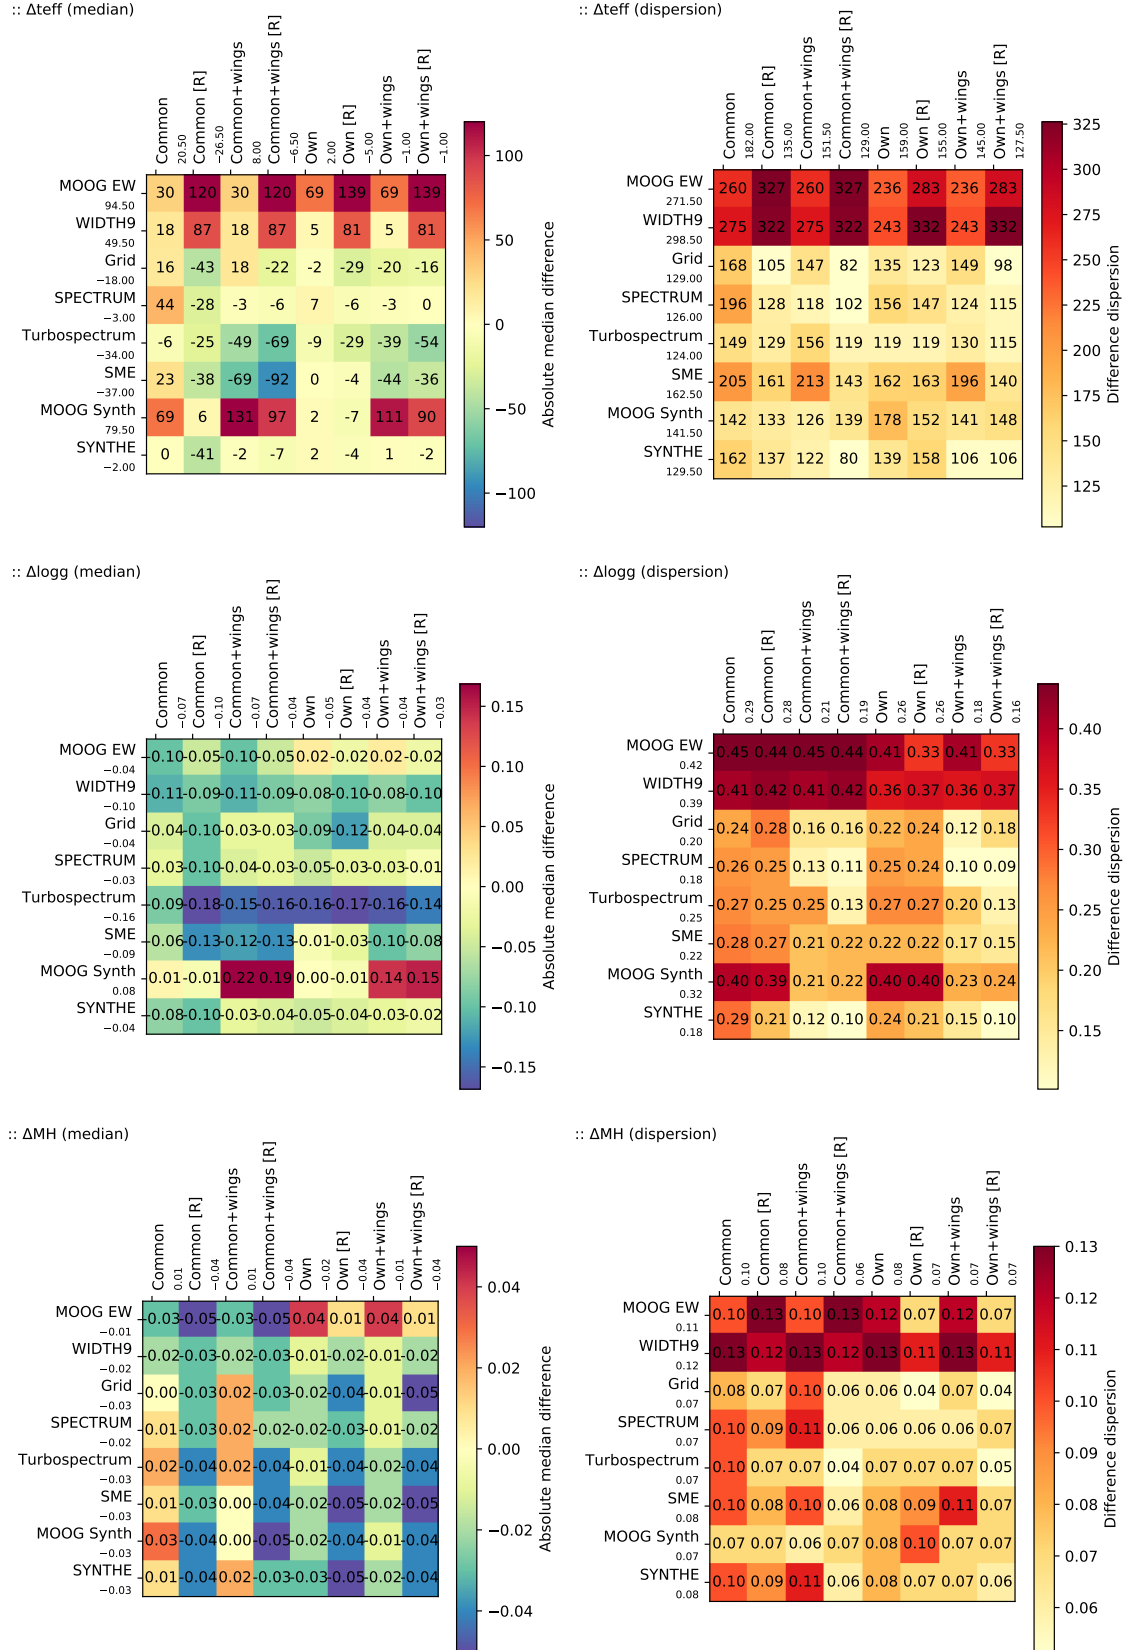 :: Δteff (median)
Common
20.50
Common [R]
−26.50
Common+wings
8.00
Common+wings [R]
−6.50
Own
2.00
Own [R]
−5.00
Own+wings
−1.00
Own+wings [R]
−1.00
MOOG EW 30 120 30 120 69 139 69 139
94.50
WIDTH9 18 87 18 87 5 81 5 81
49.50
Grid 16 -43 18 -22 -2 -29 -20 -16
−18.00
SPECTRUM 44 -28 -3 -6 7 -6 -3 0
−3.00
Turbospectrum -6 -25 -49 -69 -9 -29 -39 -54
−34.00
SME 23 -38 -69 -92 0 -4 -44 -36
−37.00
MOOG Synth 69 6 131 97 2 -7 111 90
79.50
SYNTHE 0 -41 -2 -7 2 -4 1 -2
−2.00
100
50
0
−50
−100
Absolute median difference
:: Δteff (dispersion)
Common
182.00
Common [R]
135.00
Common+wings
151.50
Common+wings [R]
129.00
Own
159.00
Own [R]
155.00
Own+wings
145.00
Own+wings [R]
127.50
MOOG EW 260 327 260 327 236 283 236 283
271.50
WIDTH9 275 322 275 322 243 332 243 332
298.50
Grid 168 105 147 82 135 123 149 98
129.00
SPECTRUM 196 128 118 102 156 147 124 115
126.00
Turbospectrum 149 129 156 119 119 119 130 115
124.00
SME 205 161 213 143 162 163 196 140
162.50
MOOG Synth 142 133 126 139 178 152 141 148
141.50
SYNTHE 162 137 122 80 139 158 106 106
129.50
325
300
275
250
225
200
175
150
125
Difference dispersion
:: Δlogg (median)
Common
−0.07
Common [R]
−0.10
Common+wings
−0.07
Common+wings [R]
−0.04
Own
−0.04
Own [R]
−0.04
Own+wings
−0.04
Own+wings [R]
−0.03
MOOG EW -0.10 -0.05 -0.10 -0.05 0.02 -0.02 0.02 -0.02
−0.04
WIDTH9 -0.11 -0.09 -0.11 -0.09 -0.08 -0.10 -0.08 -0.10
−0.10
Grid -0.04 -0.10 -0.03 -0.03 -0.09 -0.12 -0.04 -0.04
−0.04
SPECTRUM -0.03 -0.10 -0.04 -0.03 -0.05 -0.03 -0.03 -0.01
−0.03
Turbospectrum -0.09 -0.18 -0.15 -0.16 -0.16 -0.17 -0.16 -0.14
−0.16
SME -0.06 -0.13 -0.12 -0.13 -0.01 -0.03 -0.10 -0.08
−0.09
MOOG Synth -0.01 -0.01 0.22 0.19 0.00 -0.01 0.14 0.15
0.08
SYNTHE -0.08 -0.10 -0.03 -0.04 -0.04 -0.04 -0.03 -0.02
−0.04
0.15
0.10
0.05
0.00
−0.05
−0.10
−0.15
Absolute median difference
:: Δlogg (dispersion)
Common
0.29
Common [R]
0.28
Common+wings
0.21
Common+wings [R]
0.19
Own
0.26
Own [R]
0.26
Own+wings
0.18
Own+wings [R]
0.16
MOOG EW 0.45 0.44 0.45 0.44 0.41 0.33 0.41 0.33
0.42
WIDTH9 0.41 0.42 0.41 0.42 0.36 0.37 0.36 0.37
0.39
Grid 0.24 0.28 0.16 0.16 0.22 0.24 0.12 0.18
0.20
SPECTRUM 0.26 0.25 0.13 0.11 0.25 0.24 0.10 0.09
0.18
Turbospectrum 0.27 0.25 0.25 0.13 0.27 0.27 0.20 0.13
0.25
SME 0.28 0.27 0.21 0.22 0.22 0.22 0.17 0.15
0.22
MOOG Synth 0.40 0.39 0.21 0.22 0.40 0.40 0.23 0.24
0.32
SYNTHE 0.29 0.21 0.12 0.10 0.24 0.21 0.15 0.10
0.18
0.40
0.35
0.30
0.25
0.20
0.15
Difference dispersion
:: ΔMH (median)
Common
0.01
Common [R]
−0.04
Common+wings
0.01
Common+wings [R]
−0.04
Own
−0.02
Own [R]
−0.04
Own+wings
−0.01
Own+wings [R]
−0.04
MOOG EW -0.03 -0.05 -0.03 -0.05 0.04 0.01 0.04 0.01
−0.01
WIDTH9 -0.02 -0.03 -0.02 -0.03 -0.01 -0.02 -0.01 -0.02
−0.02
Grid 0.00 -0.03 0.02 -0.03 -0.02 -0.04 -0.01 -0.05
−0.03
SPECTRUM 0.01 -0.03 0.02 -0.02 -0.02 -0.03 -0.01 -0.02
−0.02
Turbospectrum 0.02 -0.04 0.02 -0.04 -0.01 -0.04 -0.02 -0.04
−0.03
SME 0.01 -0.03 0.00 -0.04 -0.02 -0.05 -0.02 -0.05
−0.03
MOOG Synth 0.03 -0.04 0.00 -0.05 -0.02 -0.04 -0.01 -0.04
−0.03
SYNTHE 0.01 -0.04 0.02 -0.03 -0.03 -0.05 -0.02 -0.04
−0.03
0.04
0.02
0.00
−0.02
−0.04
Absolute median difference
:: ΔMH (dispersion)
Common
0.10
Common [R]
0.08
Common+wings
0.10
Common+wings [R]
0.06
Own
0.08
Own [R]
0.07
Own+wings
0.07
Own+wings [R]
0.07
MOOG EW 0.10 0.13 0.10 0.13 0.12 0.07 0.12 0.07
0.11
WIDTH9 0.13 0.12 0.13 0.12 0.13 0.11 0.13 0.11
0.12
Grid 0.08 0.07 0.10 0.06 0.06 0.04 0.07 0.04
0.07
SPECTRUM 0.10 0.09 0.11 0.06 0.06 0.06 0.06 0.07
0.07
Turbospectrum 0.10 0.07 0.07 0.04 0.07 0.07 0.07 0.05
0.07
SME 0.10 0.08 0.10 0.06 0.08 0.09 0.11 0.07
0.08
MOOG Synth 0.07 0.07 0.06 0.07 0.08 0.10 0.07 0.07
0.07
SYNTHE 0.10 0.09 0.11 0.06 0.08 0.07 0.07 0.06
0.08
0.13
0.12
0.11
0.10
0.09
0.08
0.07
0.06
Difference dispersion